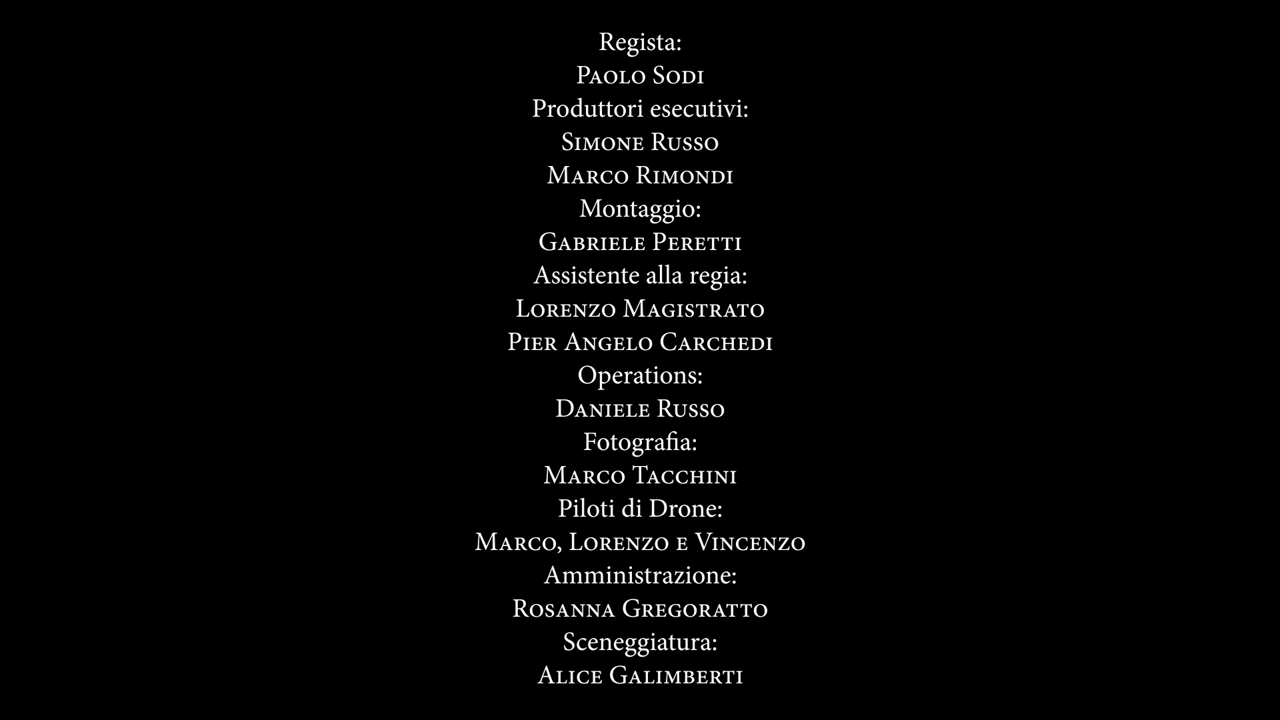 Regista:
Paolo Sodi
Produttori esecutivi:
Simone Russo
Marco Rimondi
Montaggio:
Gabriele Peretti
Assistente alla regia:
Lorenzo Magistrato
Pier Angelo Carchedi
Operations:
Daniele Russo
Fotografia:
Marco Tacchini
Piloti di Drone:
Marco, Lorenzo e Vincenzo
Amministrazione:
Rosanna Gregoratto
Sceneggiatura:
Alice Galimberti